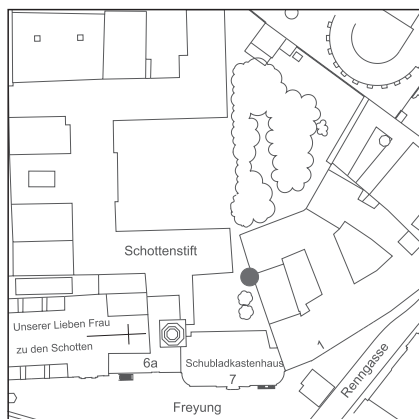 Schottenstift
Unserer Lieben Frau
zu den Schotten
6a
Schubladkastenhaus
7
1
Renngasse
Freyung